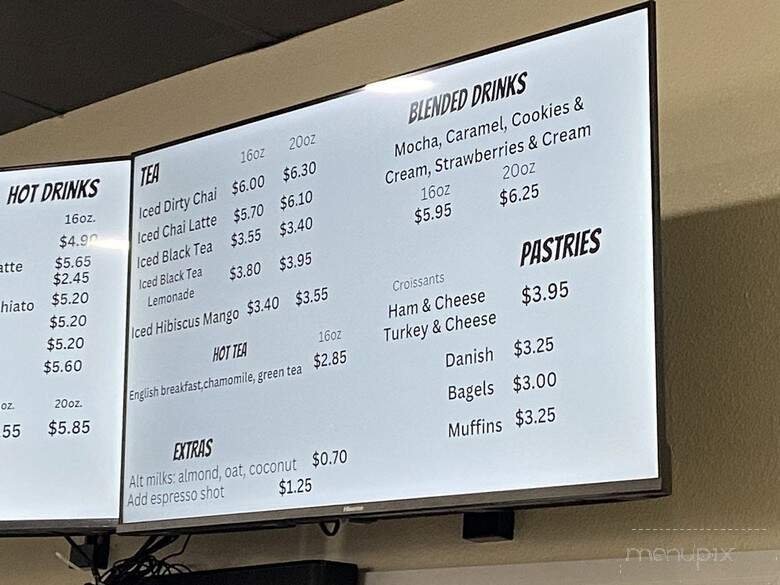 HOT DRINKS
16oz.
$4.90
atte $5.65
$2.45
hiato $5.20
$5.20
$5.20
$5.60
oz. 20oz.
55 $5.85
TEA 16oz 20oz
Iced Dirty Chai $6.00 $6.30
Iced Chai Latte $5.70 $6.10
Iced Black Tea $3.55 $3.40
Iced Black Tea
Lemonade $3.80 $3.95
Iced Hibiscus Mango $3.40 $3.55
HOT TEA 16oz
English breakfast,chamomile, green tea $2.85
EXTRAS
Alt milks: almond, oat, coconut $0.70
Add espresso shot $1.25
BLENDED DRINKS
Mocha, Caramel, Cookies &
Cream, Strawberries & Cream
16oz 20oz
$5.95 $6.25
PASTRIES
Croissants
Ham & Cheese $3.95
Turkey & Cheese
Danish $3.25
Bagels $3.00
Muffins $3.25
Hisense
menupix